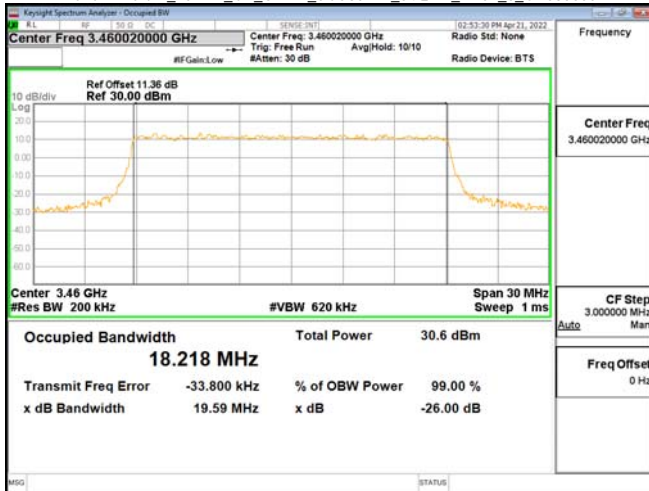 Keysight Spectrum Analyzer - Occupied BW
RL RF 50 Ω DC SENSE:INT 02:53:30 PM Apr 21, 2022
Center Freq 3.460020000 GHz Center Freq: 3.460020000 GHz Radio Std: None Frequency
Trig: Free Run Avg|Hold: 10/10
#IFGain:Low #Atten: 30 dB Radio Device: BTS
Ref Offset 11.36 dB
10 dB/div Ref 30.00 dBm
Log
20.0
10.0
0.00
-10.0
-20.0
-30.0
-40.0
-50.0
-60.0
Center Freq
3.460020000 GHz
Center 3.46 GHz Span 30 MHz
#Res BW 200 kHz #VBW 620 kHz Sweep 1 ms
CF Step
3.000000 MHz
Auto Man
Occupied Bandwidth Total Power 30.6 dBm
18.218 MHz
Freq Offset
0 Hz
Transmit Freq Error -33.800 kHz % of OBW Power 99.00 %
x dB Bandwidth 19.59 MHz x dB -26.00 dB
MSG STATUS